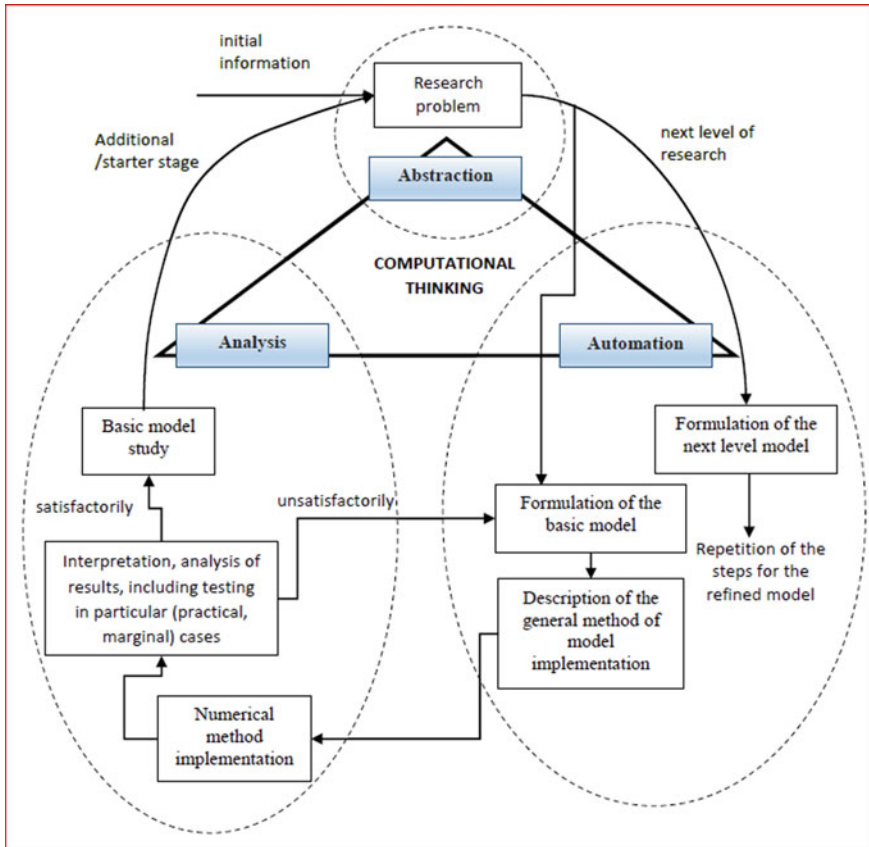 initial
information
Research
problem
Additional
/starter stage
next level of
research
Abstraction
COMPUTATIONAL
THINKING
Analysis
Automation
Basic model
study
Formulation of the
next level model
satisfactorily
unsatisfactorily
Formulation of the
basic model
Repetition of the
steps for the
refined model
Interpretation, analysis of
results, including testing
in particular (practical,
marginal) cases
Description of the
general method of
model
implementation
Numerical
method
implementation